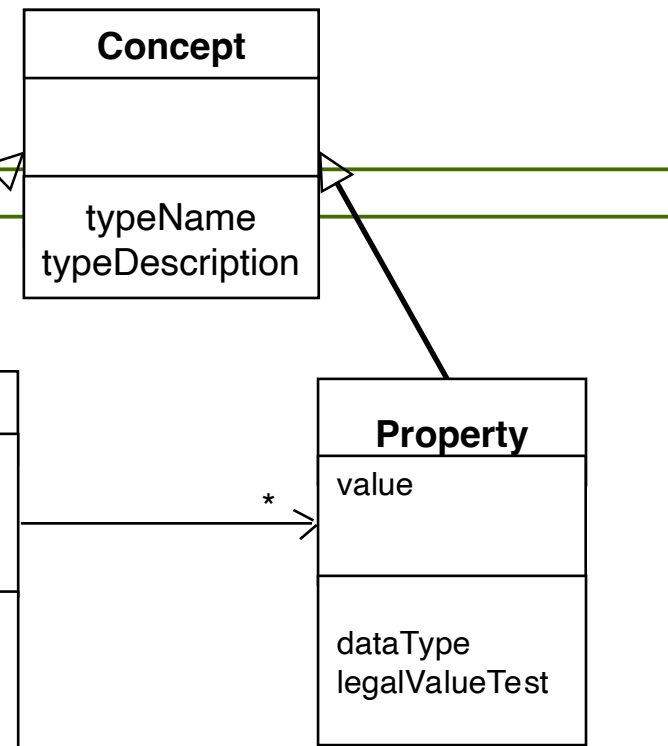 Concept
typeName
typeDescription
Property
value
*
dataType
legalValueTest